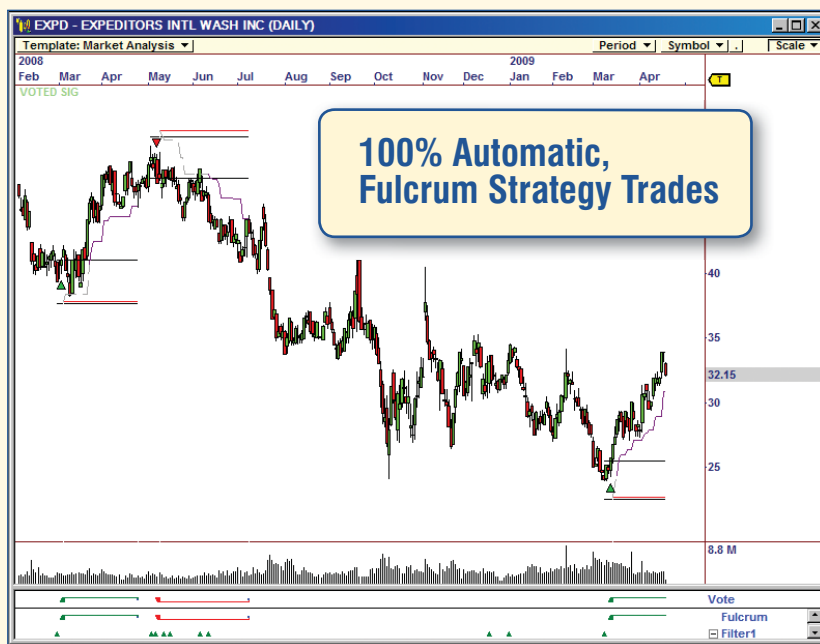 EXPD - EXPEDITORS INTL WASH INC (DAILY)
Template: Market Analysis Period Symbol . Scale
2008 2009
Feb Mar Apr May Jun Jul Aug Sep Oct Nov Dec Jan Feb Mar Apr
T
VOTED SIG
100% Automatic,
Fulcrum Strategy Trades
40
35
32.15
30
25
8.8 M
Vote
Fulcrum
Filter1